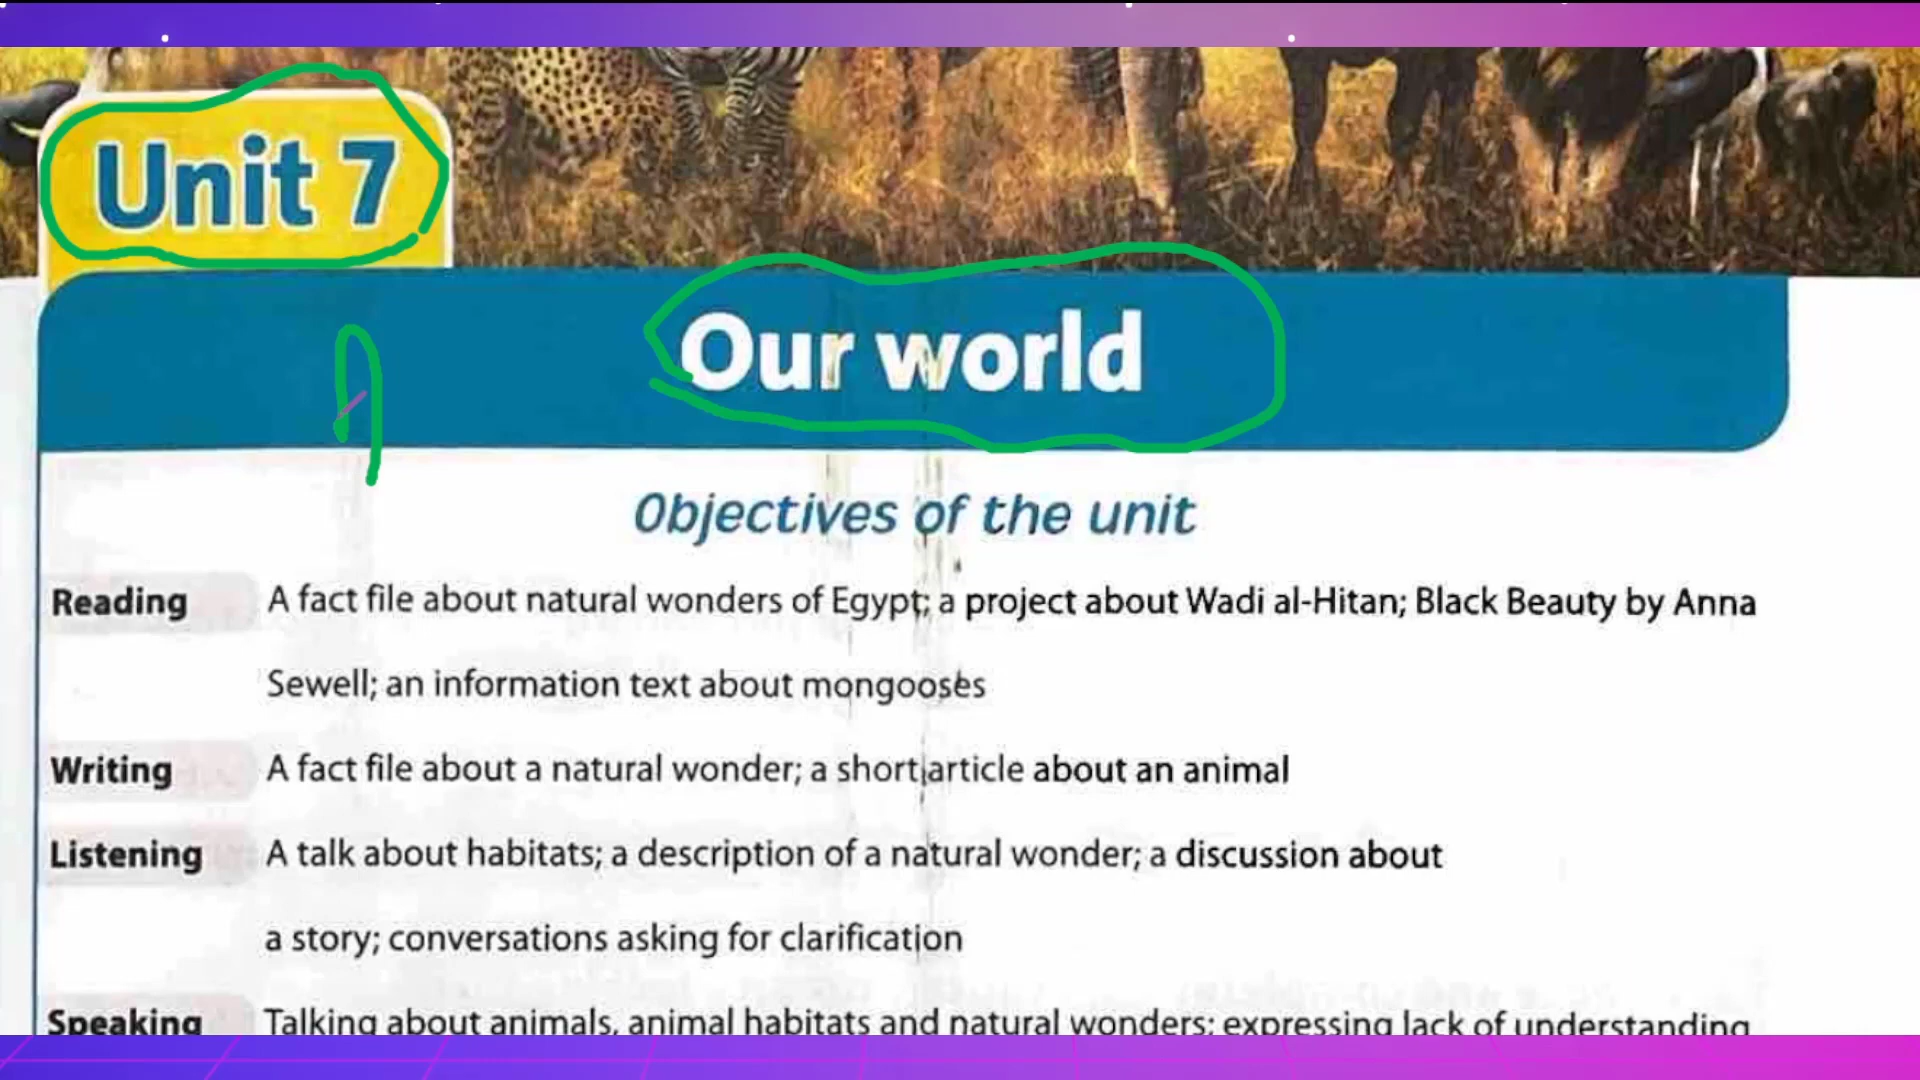 Unit 7
Our world
Objectives of the unit
Reading A fact file about natural wonders of Egypt; a project about Wadi al-Hitan; Black Beauty by Anna
Sewell; an information text about mongooses
Writing A fact file about a natural wonder; a short article about an animal
Listening A talk about habitats; a description of a natural wonder; a discussion about
a story; conversations asking for clarification
Speaking Talking about animals, animal habitats and natural wonders; expressing lack of understanding